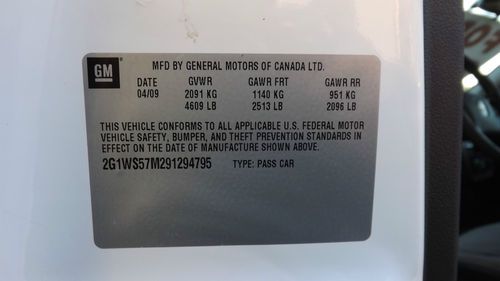 GM
MFD BY GENERAL MOTORS OF CANADA LTD.
DATE GVWR GAWR FRT GAWR RR
04/09 2091 KG 1140 KG 951 KG
4609 LB 2513 LB 2096 LB
THIS VEHICLE CONFORMS TO ALL APPLICABLE U.S. FEDERAL MOTOR
VEHICLE SAFETY, BUMPER, AND THEFT PREVENTION STANDARDS IN
EFFECT ON THE DATE OF MANUFACTURE SHOWN ABOVE.
2G1WS57M291294795 TYPE: PASS CAR